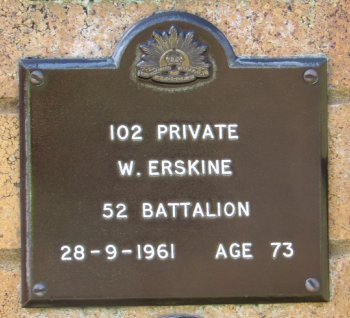 102 PRIVATE
W. ERSKINE
52 BATTALION
28-9-1961 AGE 73